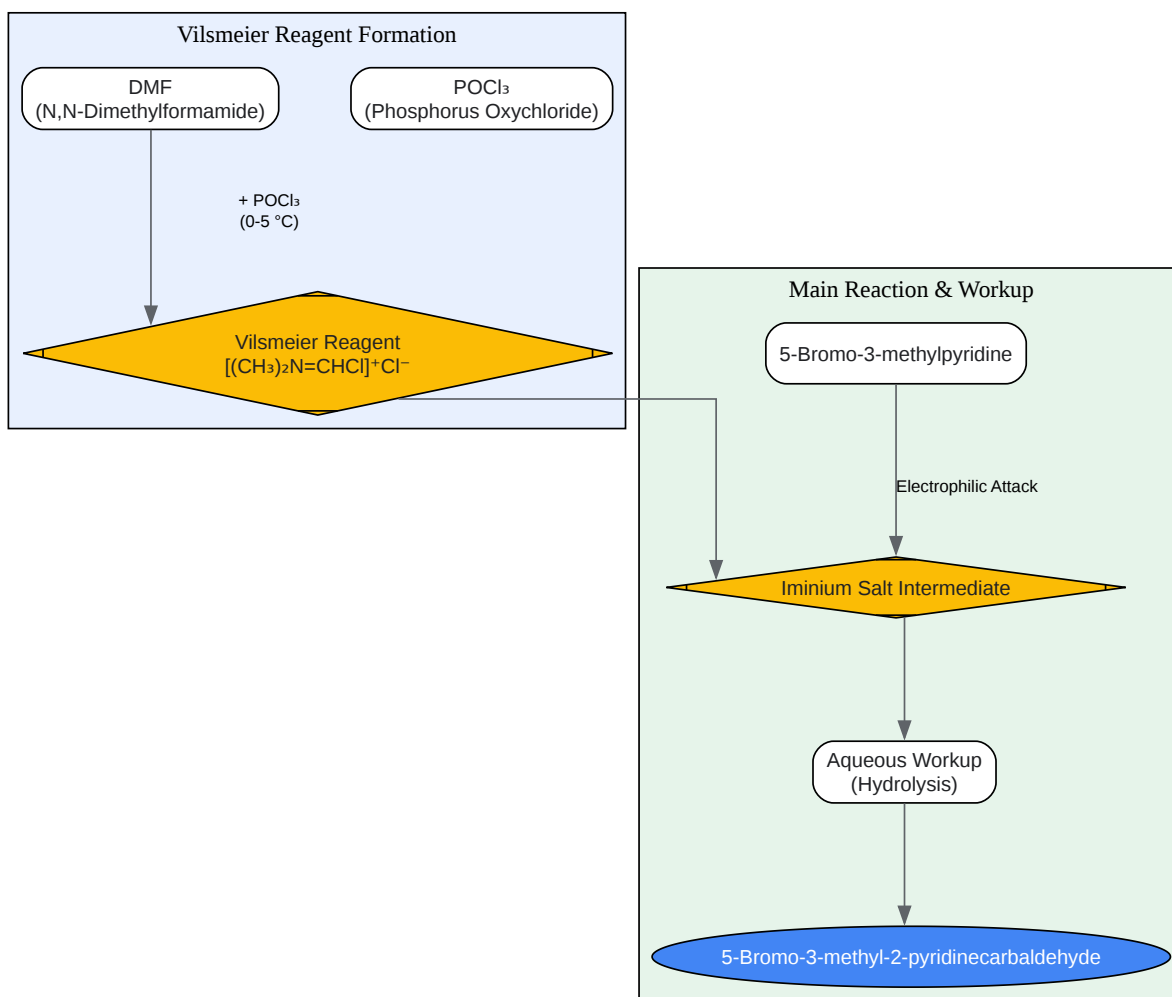 Vilsmeier Reagent Formation
DMF
(N,N-Dimethylformamide)
POCl₃
(Phosphorus Oxychloride)
+ POCl₃
(0-5 °C)
Vilsmeier Reagent
[(CH₃)₂N=CHCl]⁺Cl⁻
Main Reaction & Workup
5-Bromo-3-methylpyridine
Electrophilic Attack
Iminium Salt Intermediate
Aqueous Workup
(Hydrolysis)
5-Bromo-3-methyl-2-pyridinecarbaldehyde